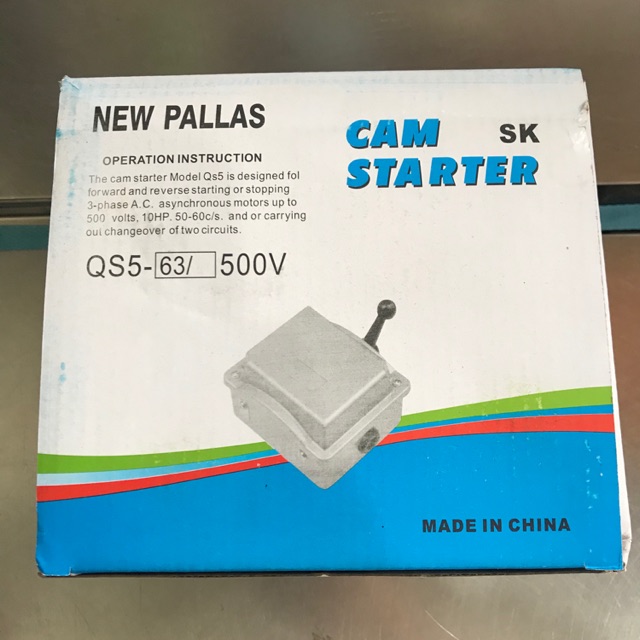 NEW PALLAS
CAM SK
STARTER
OPERATION INSTRUCTION
The cam starter Model Qs5 is designed fol
forward and reverse starting or stopping
3-phase A.C. asynchronous motors up to
500 volts, 10HP. 50-60c/s. and or carrying
oui changeover of two circuits.
QS5-63/ 500V
MADE IN CHINA